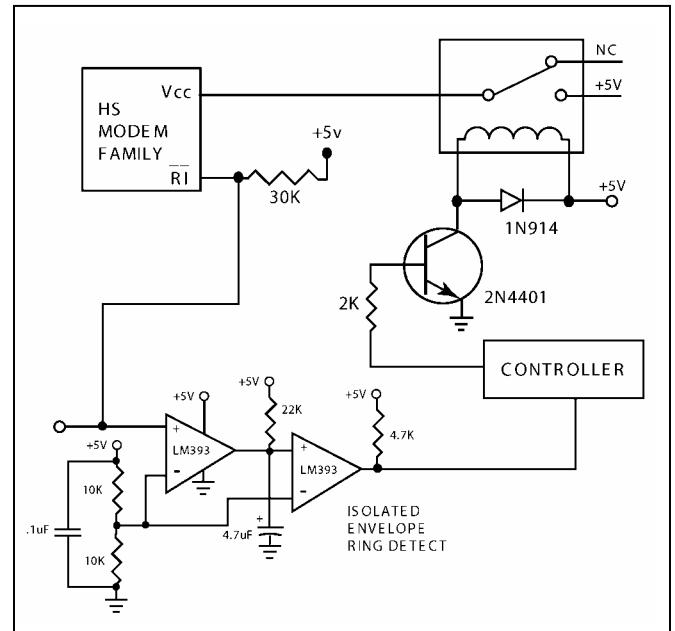 NC
+5V
Vcc
HS
MODEM
FAMILY
RI
+5v
30K
+5V
1N914
2N4401
2K
CONTROLLER
+5V
+5V
22K
+5V
4.7K
+
LM393
-
+5V
+
LM393
-
10K
.1uF
10K
+
4.7uF
ISOLATED
ENVELOPE
RING DETECT